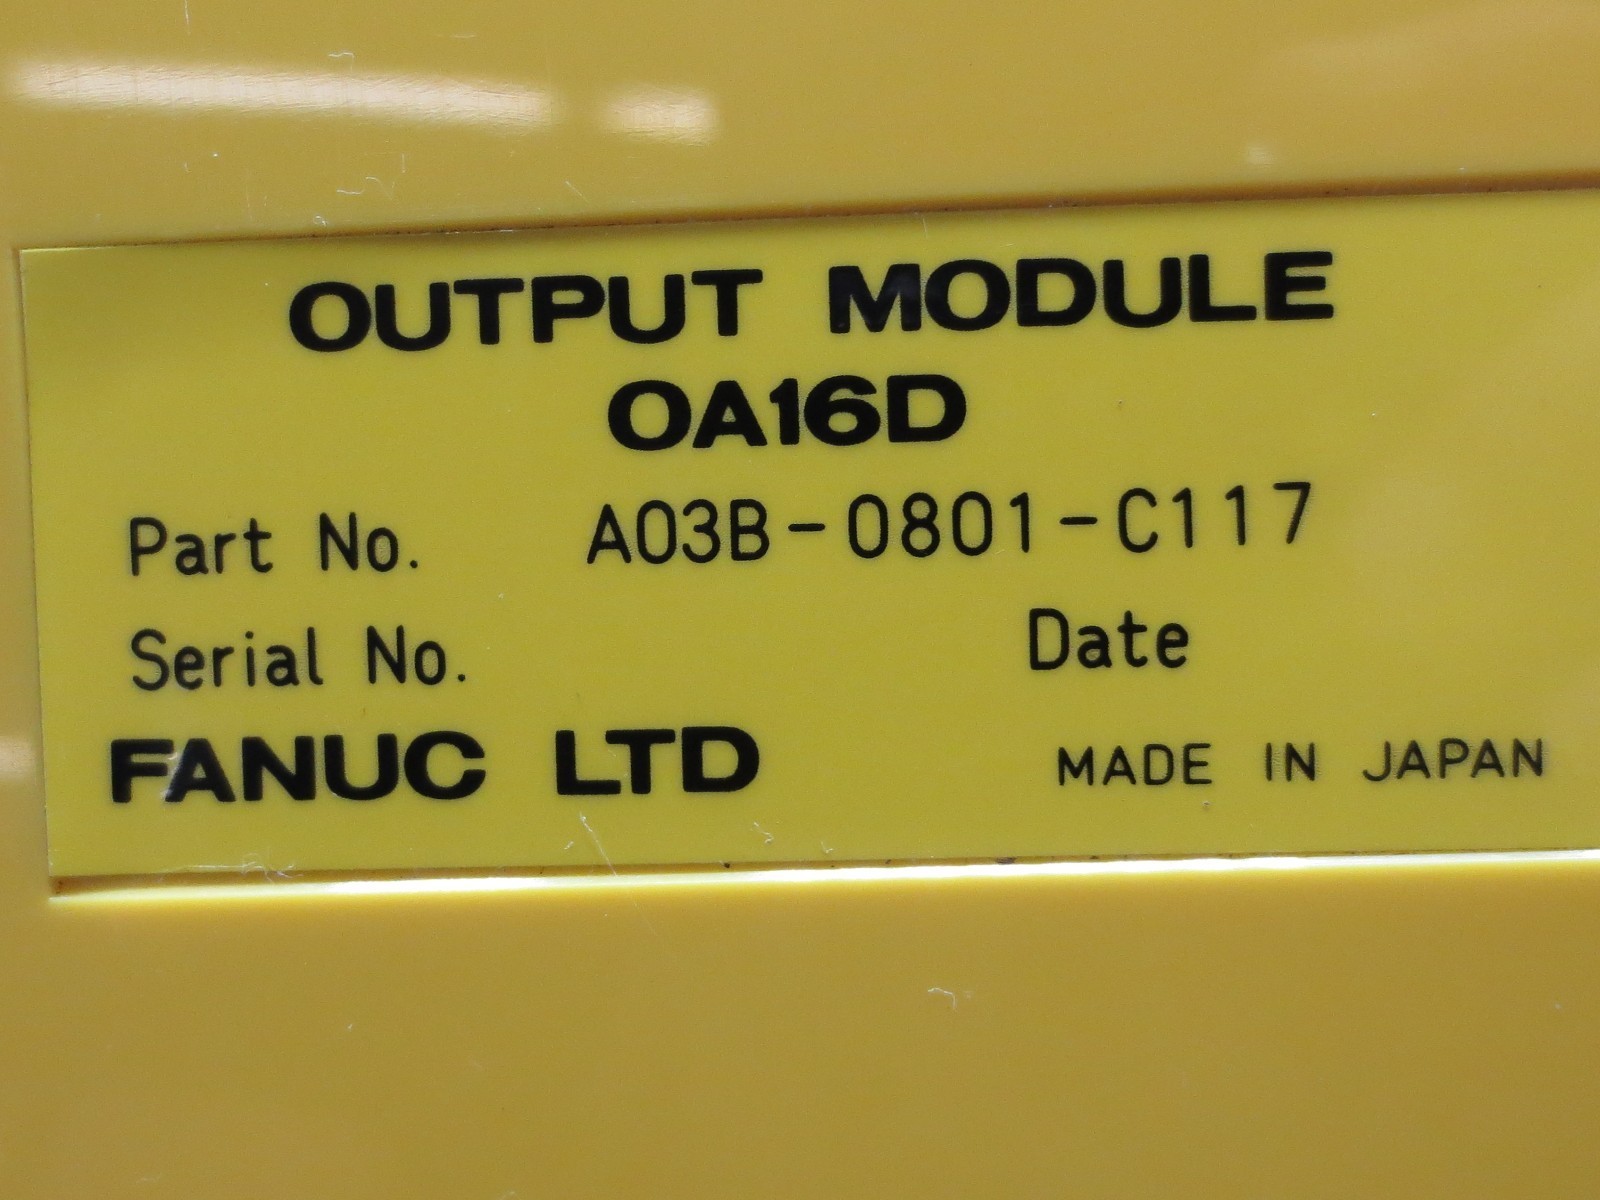 OUTPUT MODULE
OA16D
Part No. A03B-0801-C117
Serial No. Date
FANUC LTD MADE IN JAPAN